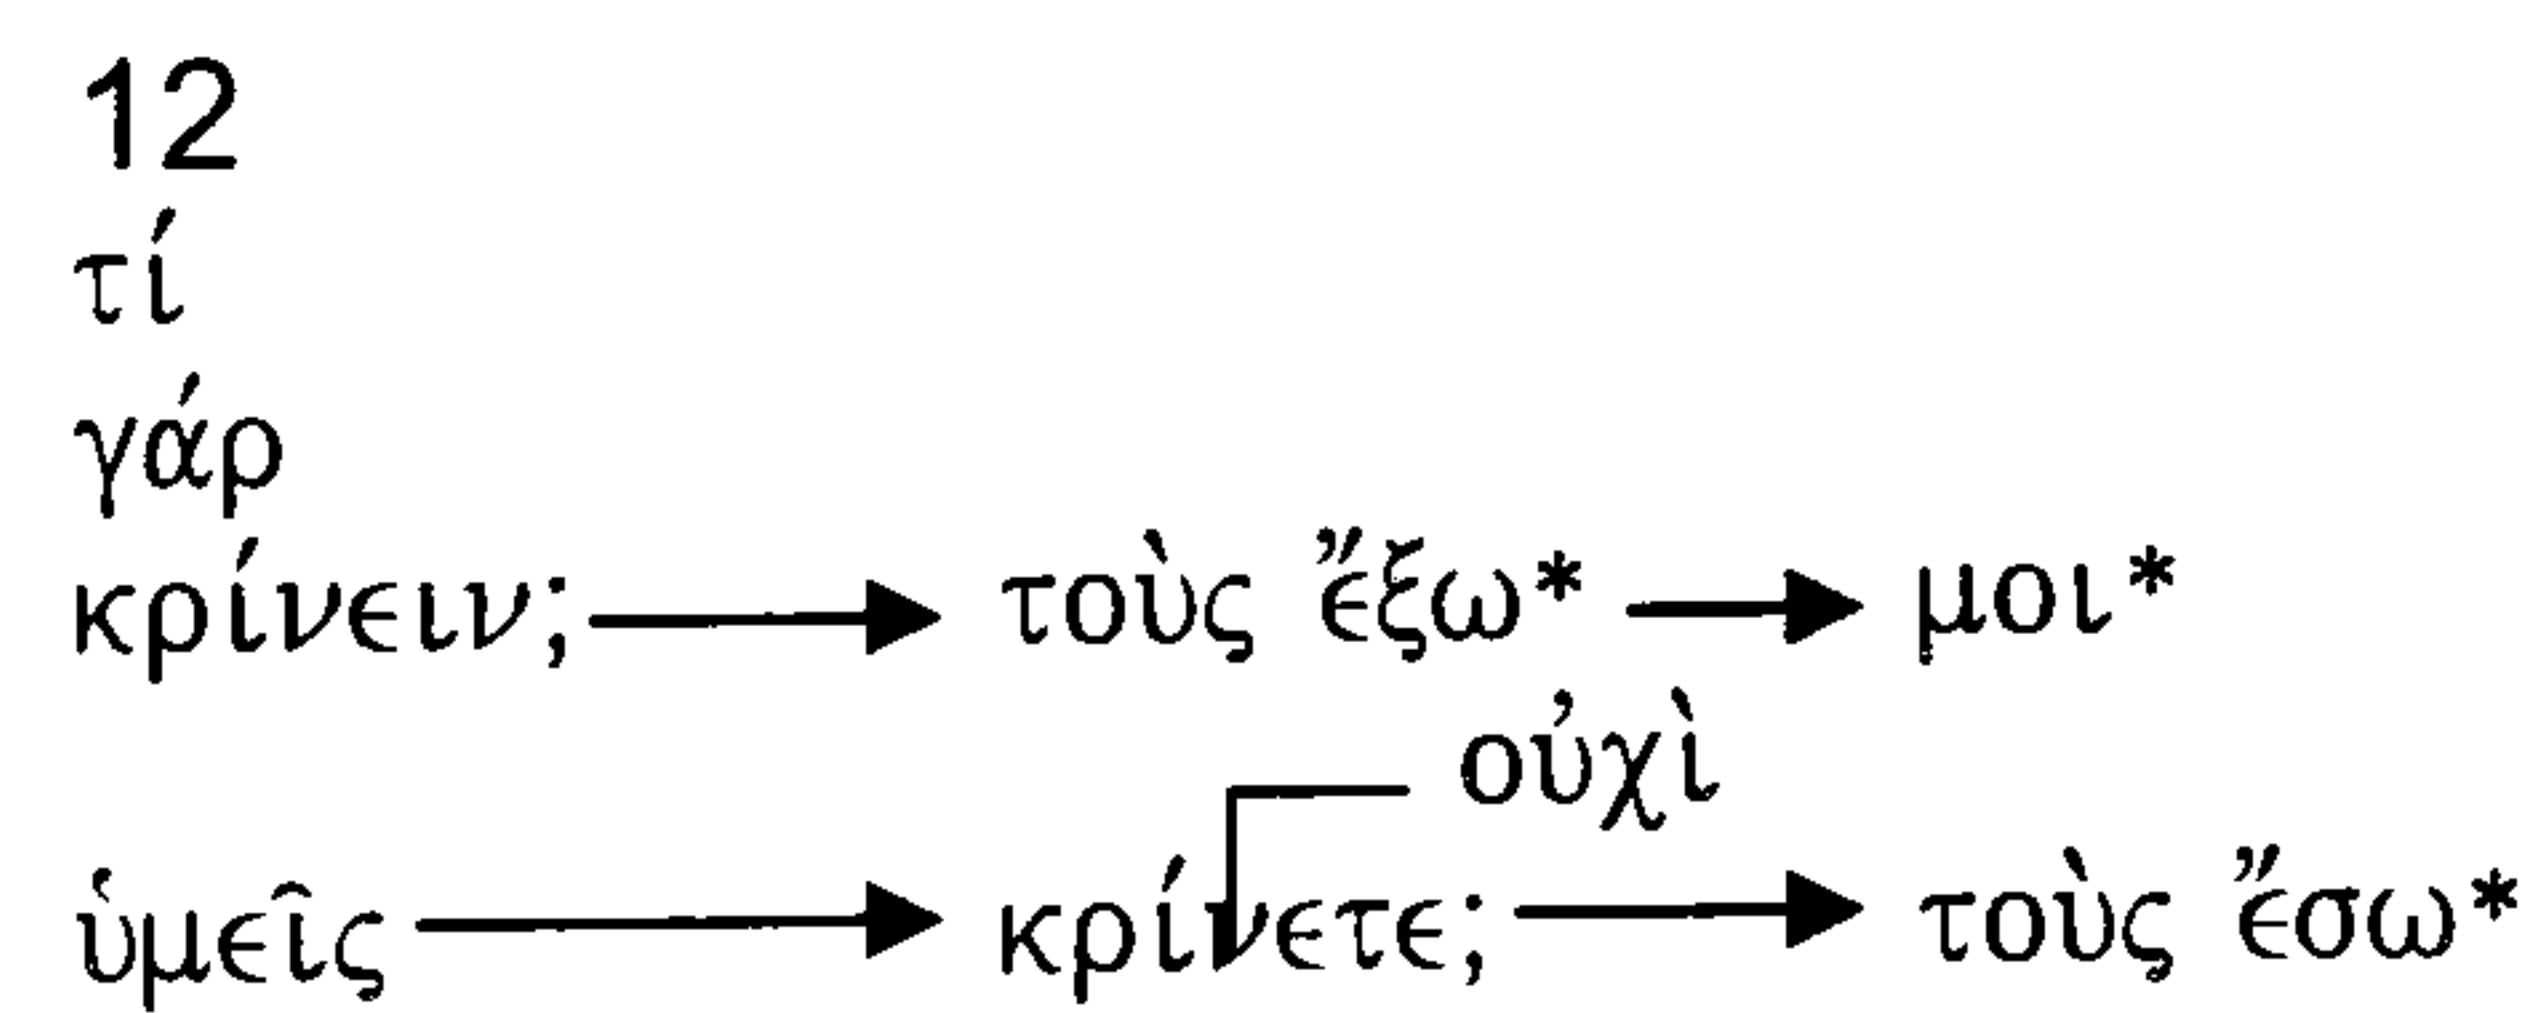 12
τί
γάρ
κρίνειν; τοὺς ἔξω* μοι*
οὐχὶ
ὑμεῖς κρίνετε; τοὺς ἔσω*